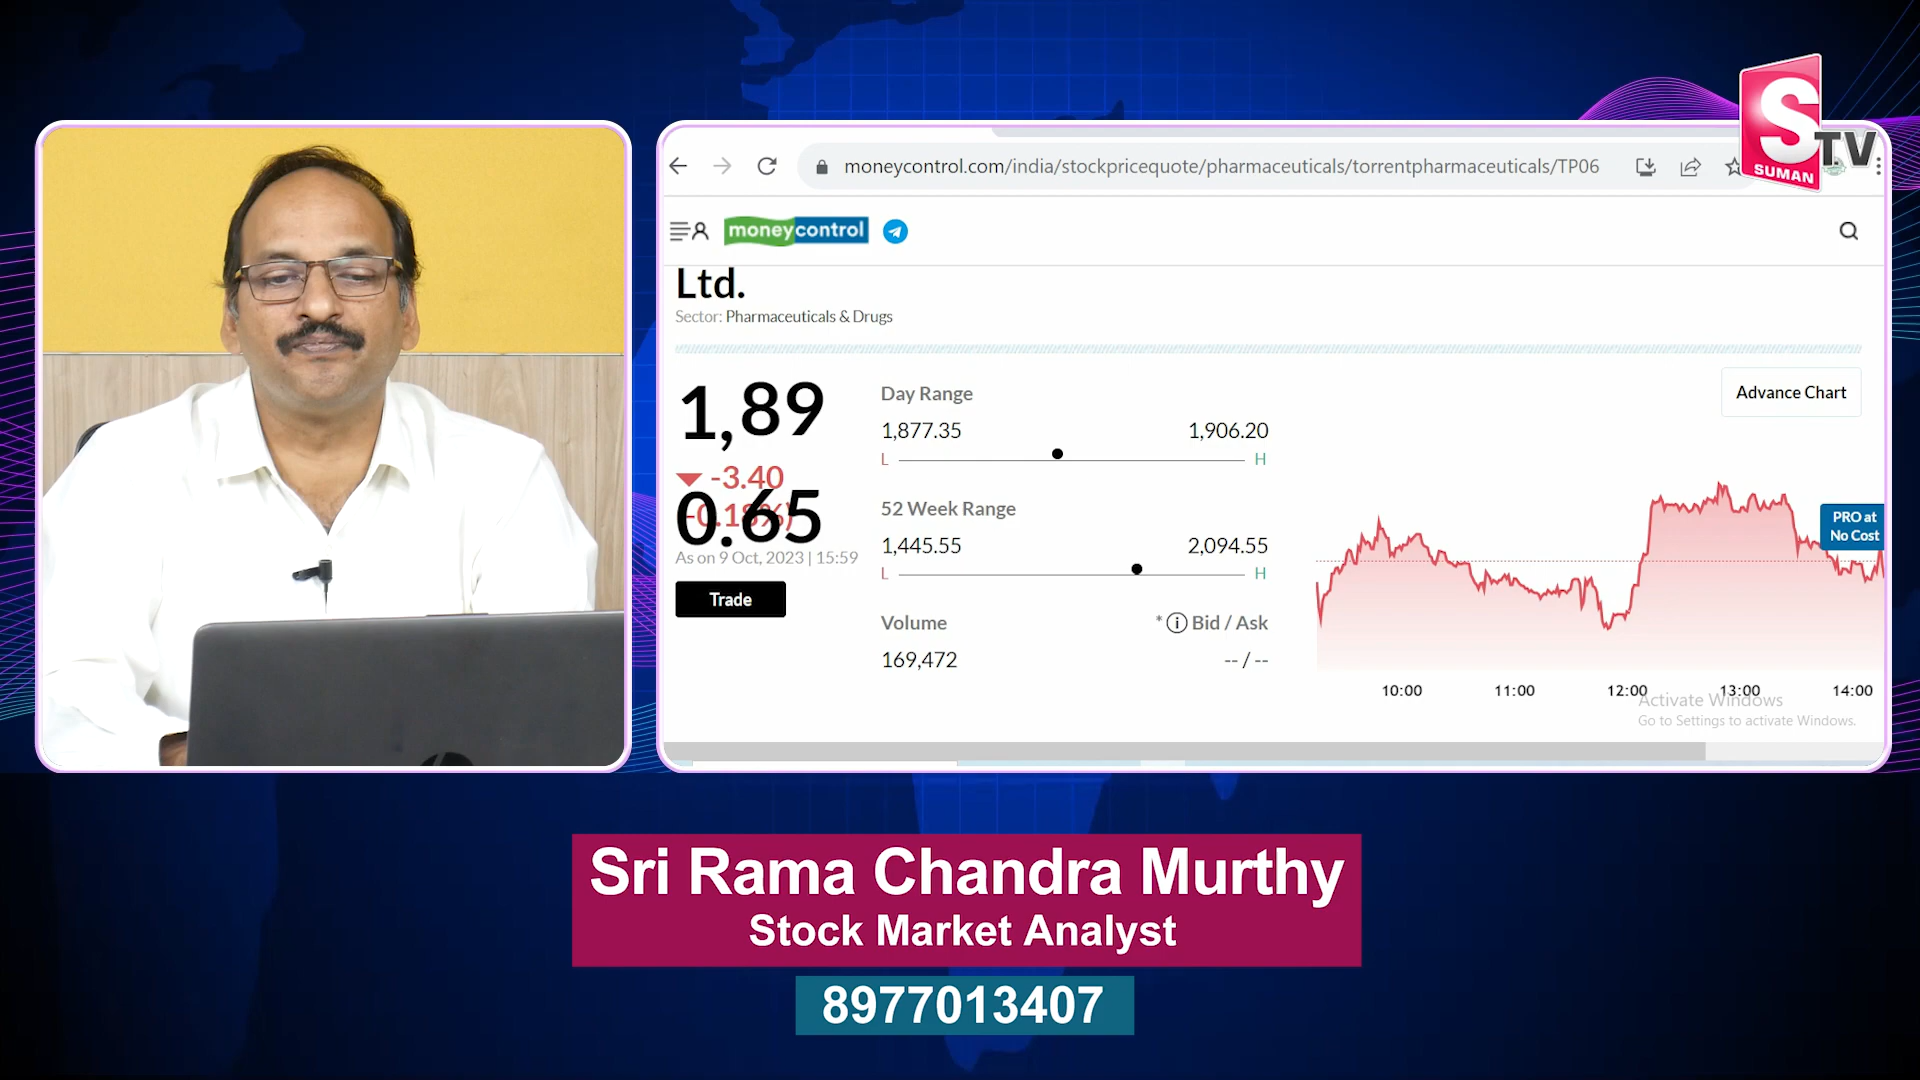 S
TV
SUMAN
moneycontrol.com/india/stockpricequote/pharmaceuticals/torrentpharmaceuticals/TP06
moneycontrol
Ltd.
Sector: Pharmaceuticals & Drugs
1,89
0.65
-3.40
(-0.18%)
As on 9 Oct, 2023 | 15:59
Trade
Day Range
1,877.35 1,906.20
L H
52 Week Range
1,445.55 2,094.55
L H
Volume * i Bid / Ask
169,472 -- / --
Advance Chart
PRO at
No Cost
10:00 11:00 12:00 13:00 14:00
Activate Windows
Go to Settings to activate Windows.
Sri Rama Chandra Murthy
Stock Market Analyst
8977013407